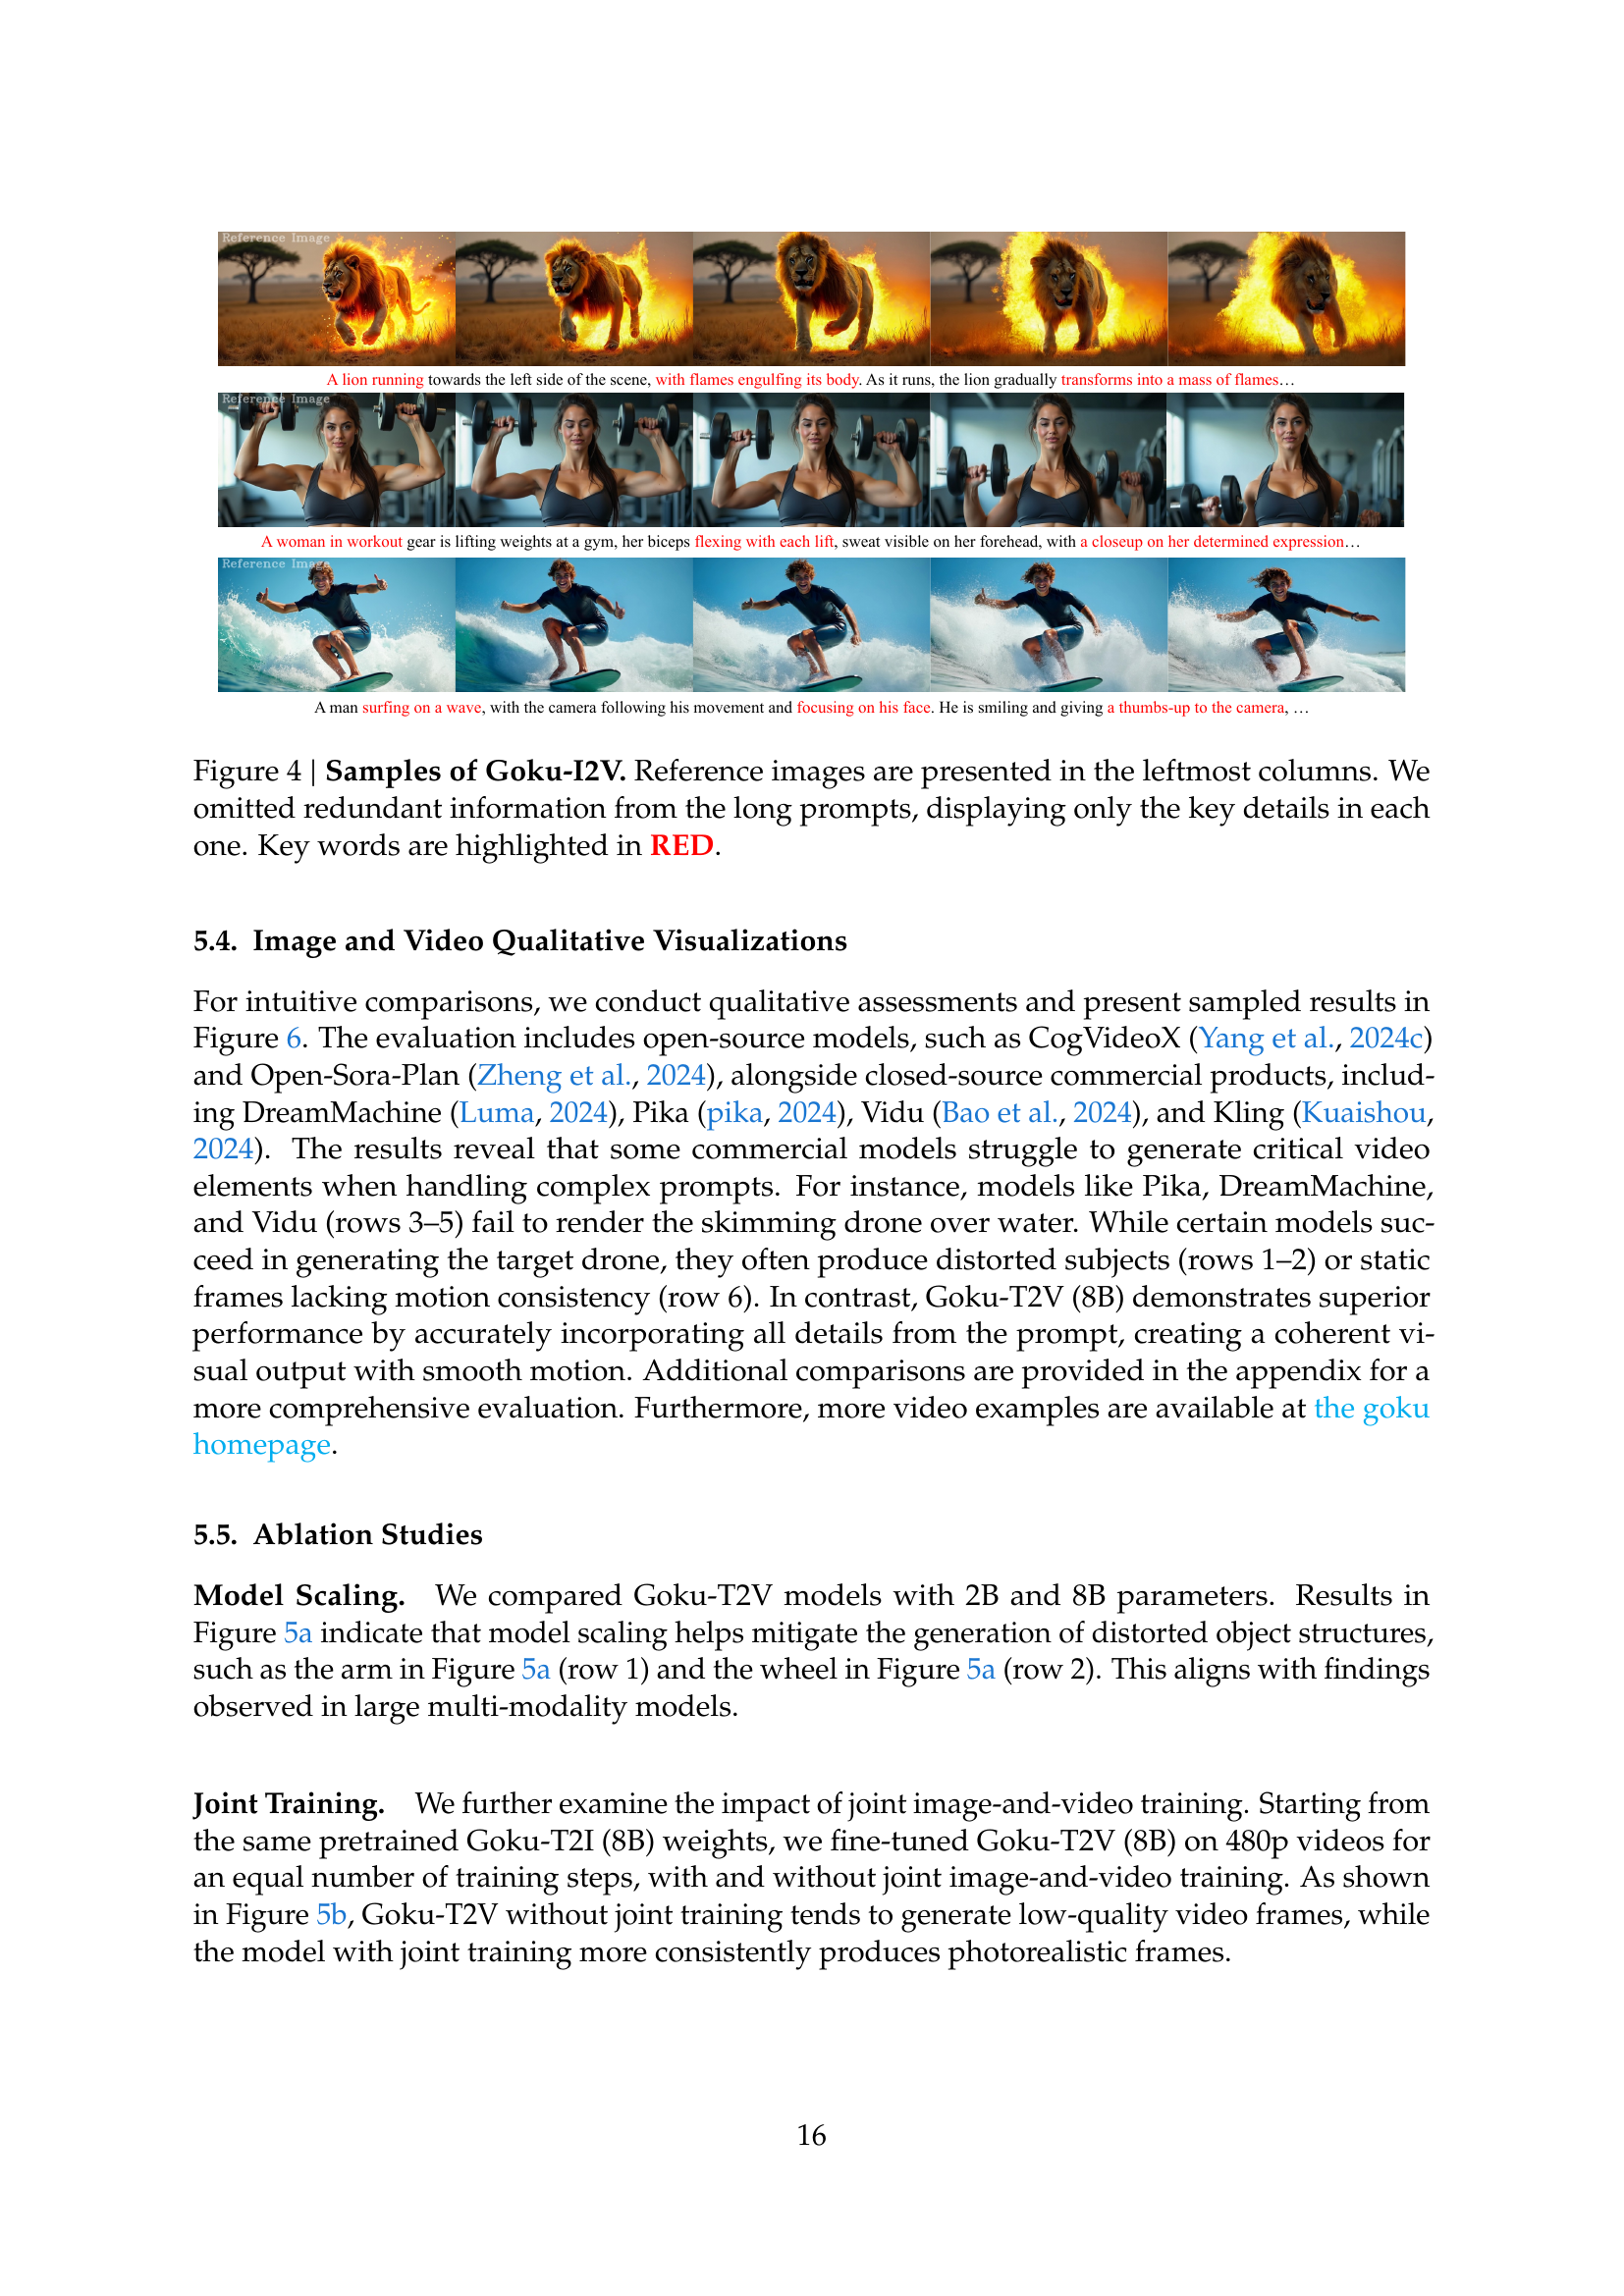 Reference Image
A lion running towards the left side of the scene, with flames engulfing its body. As it runs, the lion gradually transforms into a mass of flames…
Reference Image
A woman in workout gear is lifting weights at a gym, her biceps flexing with each lift, sweat visible on her forehead, with a closeup on her determined expression…
Reference Image
A man surfing on a wave, with the camera following his movement and focusing on his face. He is smiling and giving a thumbs-up to the camera, …
Figure 4 | Samples of Goku-I2V. Reference images are presented in the leftmost columns. We
omitted redundant information from the long prompts, displaying only the key details in each
one. Key words are highlighted in RED.
5.4. Image and Video Qualitative Visualizations
For intuitive comparisons, we conduct qualitative assessments and present sampled results in
Figure 6. The evaluation includes open-source models, such as CogVideoX (Yang et al., 2024c)
and Open-Sora-Plan (Zheng et al., 2024), alongside closed-source commercial products, includ-
ing DreamMachine (Luma, 2024), Pika (pika, 2024), Vidu (Bao et al., 2024), and Kling (Kuaishou,
2024). The results reveal that some commercial models struggle to generate critical video
elements when handling complex prompts. For instance, models like Pika, DreamMachine,
and Vidu (rows 3–5) fail to render the skimming drone over water. While certain models suc-
ceed in generating the target drone, they often produce distorted subjects (rows 1–2) or static
frames lacking motion consistency (row 6). In contrast, Goku-T2V (8B) demonstrates superior
performance by accurately incorporating all details from the prompt, creating a coherent vi-
sual output with smooth motion. Additional comparisons are provided in the appendix for a
more comprehensive evaluation. Furthermore, more video examples are available at the goku
homepage.
5.5. Ablation Studies
Model Scaling. We compared Goku-T2V models with 2B and 8B parameters. Results in
Figure 5a indicate that model scaling helps mitigate the generation of distorted object structures,
such as the arm in Figure 5a (row 1) and the wheel in Figure 5a (row 2). This aligns with findings
observed in large multi-modality models.
Joint Training. We further examine the impact of joint image-and-video training. Starting from
the same pretrained Goku-T2I (8B) weights, we fine-tuned Goku-T2V (8B) on 480p videos for
an equal number of training steps, with and without joint image-and-video training. As shown
in Figure 5b, Goku-T2V without joint training tends to generate low-quality video frames, while
the model with joint training more consistently produces photorealistic frames.
16